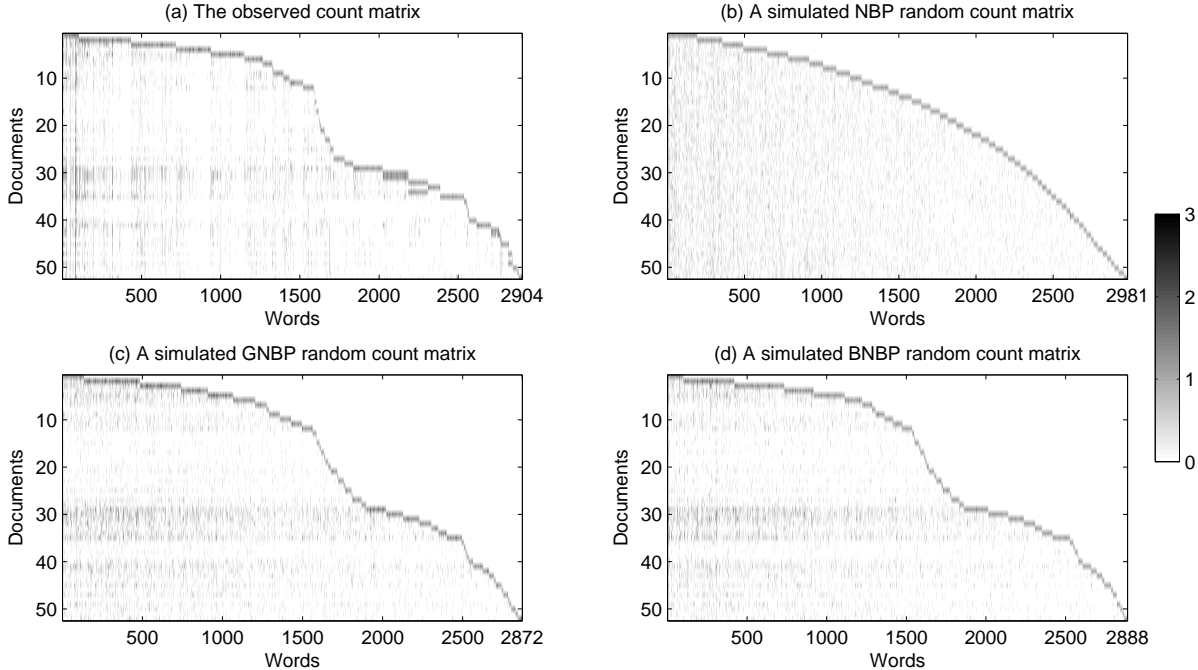 (a) The observed count matrix
Documents
10
20
30
40
50
500 1000 1500 2000 2500 2904
Words
(b) A simulated NBP random count matrix
Documents
10
20
30
40
50
500 1000 1500 2000 2500 2981
Words
(c) A simulated GNBP random count matrix
Documents
10
20
30
40
50
500 1000 1500 2000 2500 2872
Words
(d) A simulated BNBP random count matrix
Documents
10
20
30
40
50
500 1000 1500 2000 2500 2888
Words
3
2
1
0